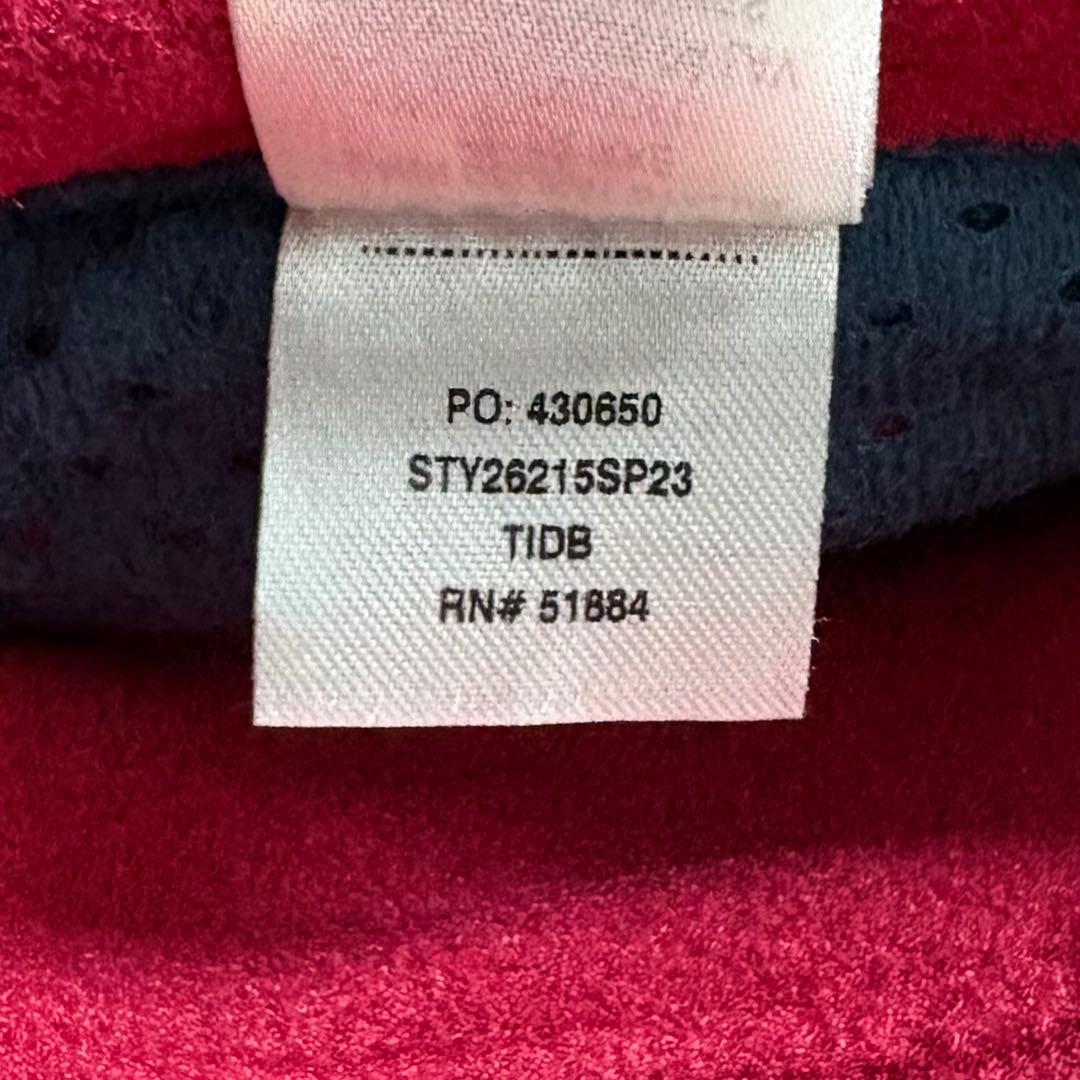 PO: 430650
STY26215SP23
TIDB
RN# 51884